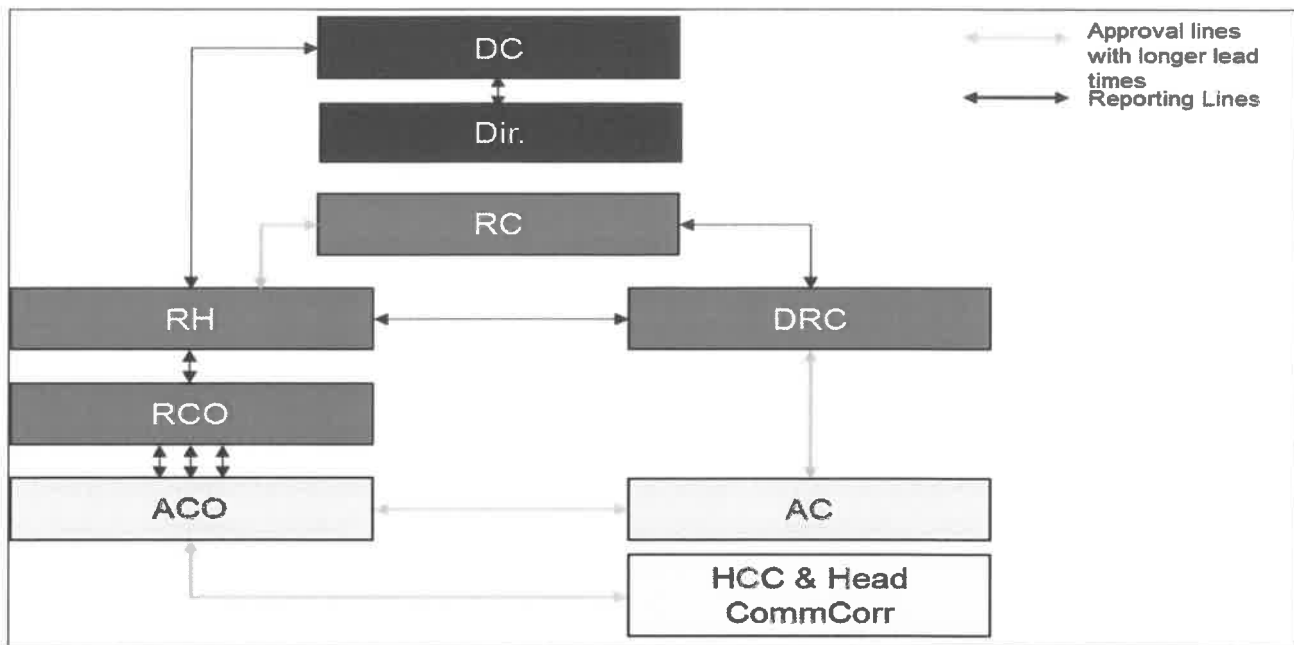 DC
Approval lines
with longer lead
times
Reporting Lines
Dir.
RC
RH
DRC
RCO
ACO
AC
HCC & Head
CommCorr